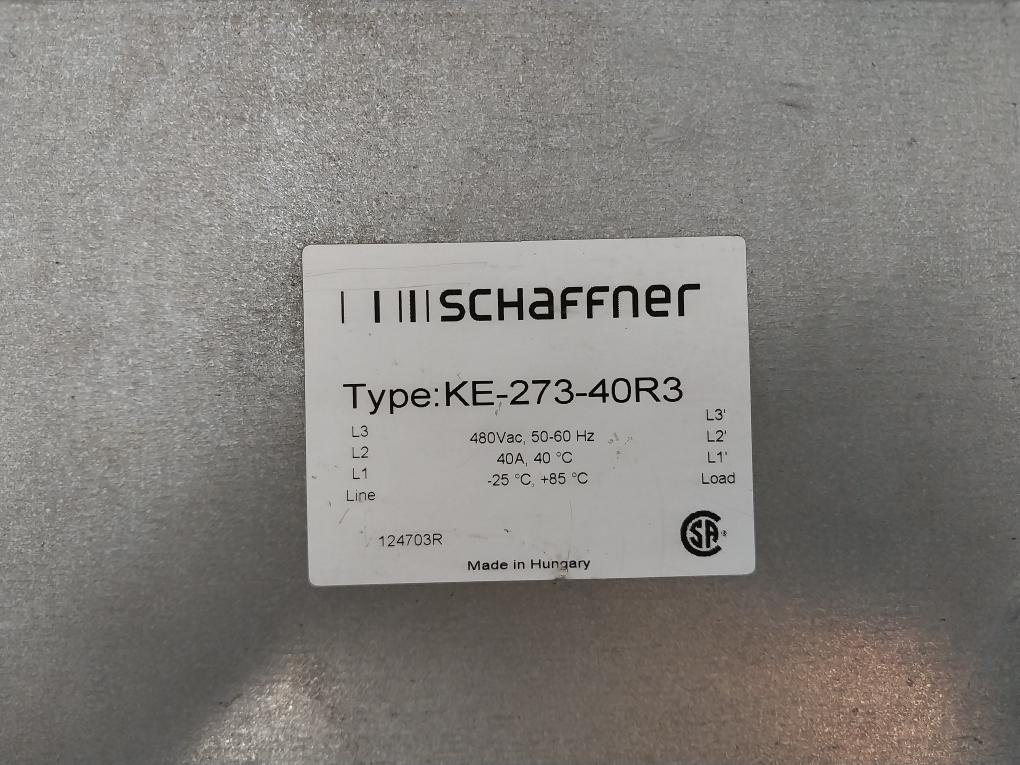 SCHaFFner
Type:KE-273-40R3
L3 480Vac, 50-60 Hz L3'
L2 40A, 40 °C L2'
L1 -25 °C, +85 °C L1'
Line Load
124703R
SA®
Made in Hungary